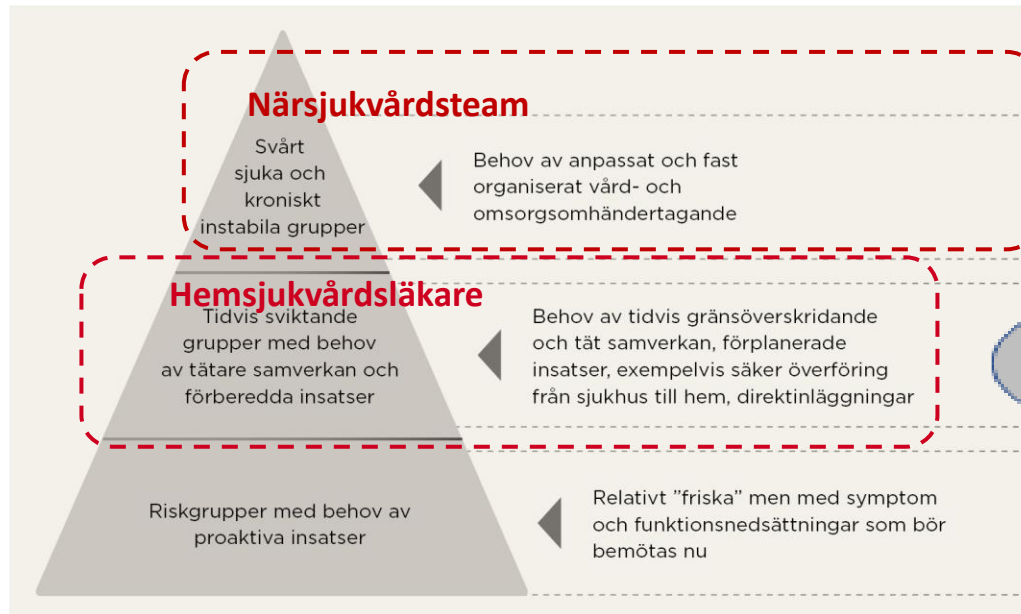 Närsjukvårdsteam
Svårt
sjuka och
kroniskt
instabila grupper
Behov av anpassat och fast
organiserat vård- och
omsorgsomhändertagande
Hemsjukvårdsläkare
Tidvis sviktande
grupper med behov
av tätare samverkan och
förberedda insatser
Behov av tidvis gränsöverskridande
och tät samverkan, förplanerade
insatser, exempelvis säker överföring
från sjukhus till hem, direktinläggningar
Riskgrupper med behov av
proaktiva insatser
Relativt ”friska” men med symptom
och funktionsnedsättningar som bör
bemötas nu